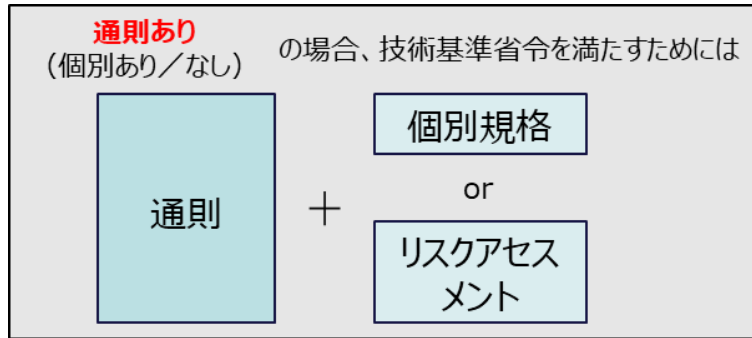 通則あり
(個別あり／なし)
の場合、技術基準省令を満たすためには
通則
＋
個別規格
or
リスクアセス
メント